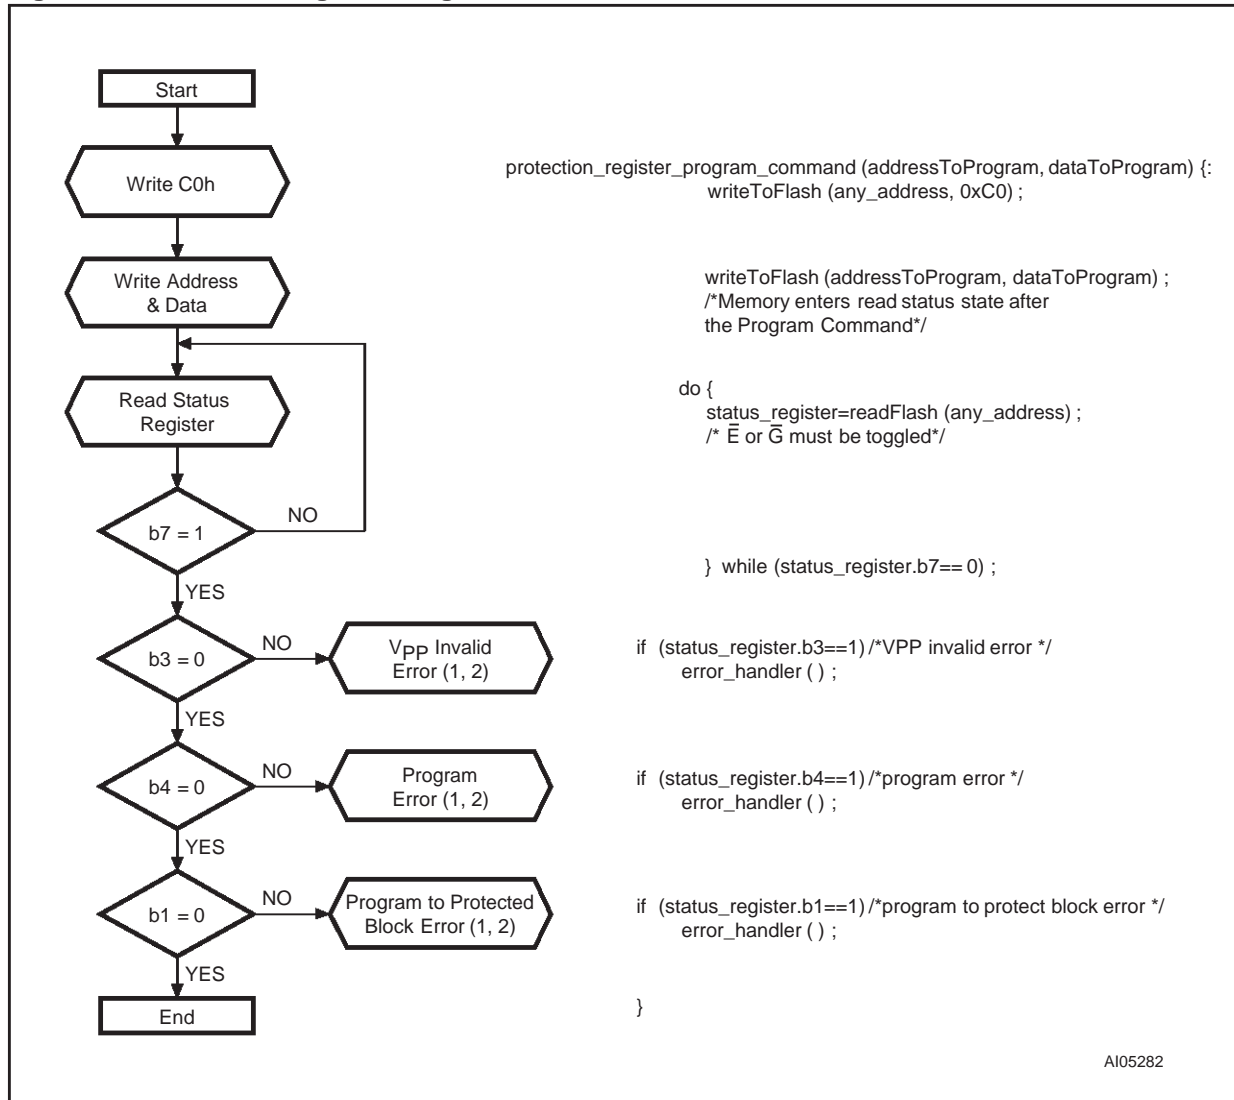 Start
Write C0h
protection_register_program_command (addressToProgram, dataToProgram) {:
writeToFlash (any_address, 0xC0) ;
Write Address
& Data
writeToFlash (addressToProgram, dataToProgram) ;
/*Memory enters read status state after
the Program Command*/
Read Status
Register
do {
status_register=readFlash (any_address) ;
/* E̅ or G̅ must be toggled*/
b7 = 1
NO
YES
} while (status_register.b7== 0) ;
b3 = 0
NO
YES
VPP Invalid
Error (1, 2)
if (status_register.b3==1) /*VPP invalid error */
error_handler ( ) ;
b4 = 0
NO
YES
Program
Error (1, 2)
if (status_register.b4==1) /*program error */
error_handler ( ) ;
b1 = 0
NO
YES
Program to Protected
Block Error (1, 2)
if (status_register.b1==1) /*program to protect block error */
error_handler ( ) ;
End
}
AI05282